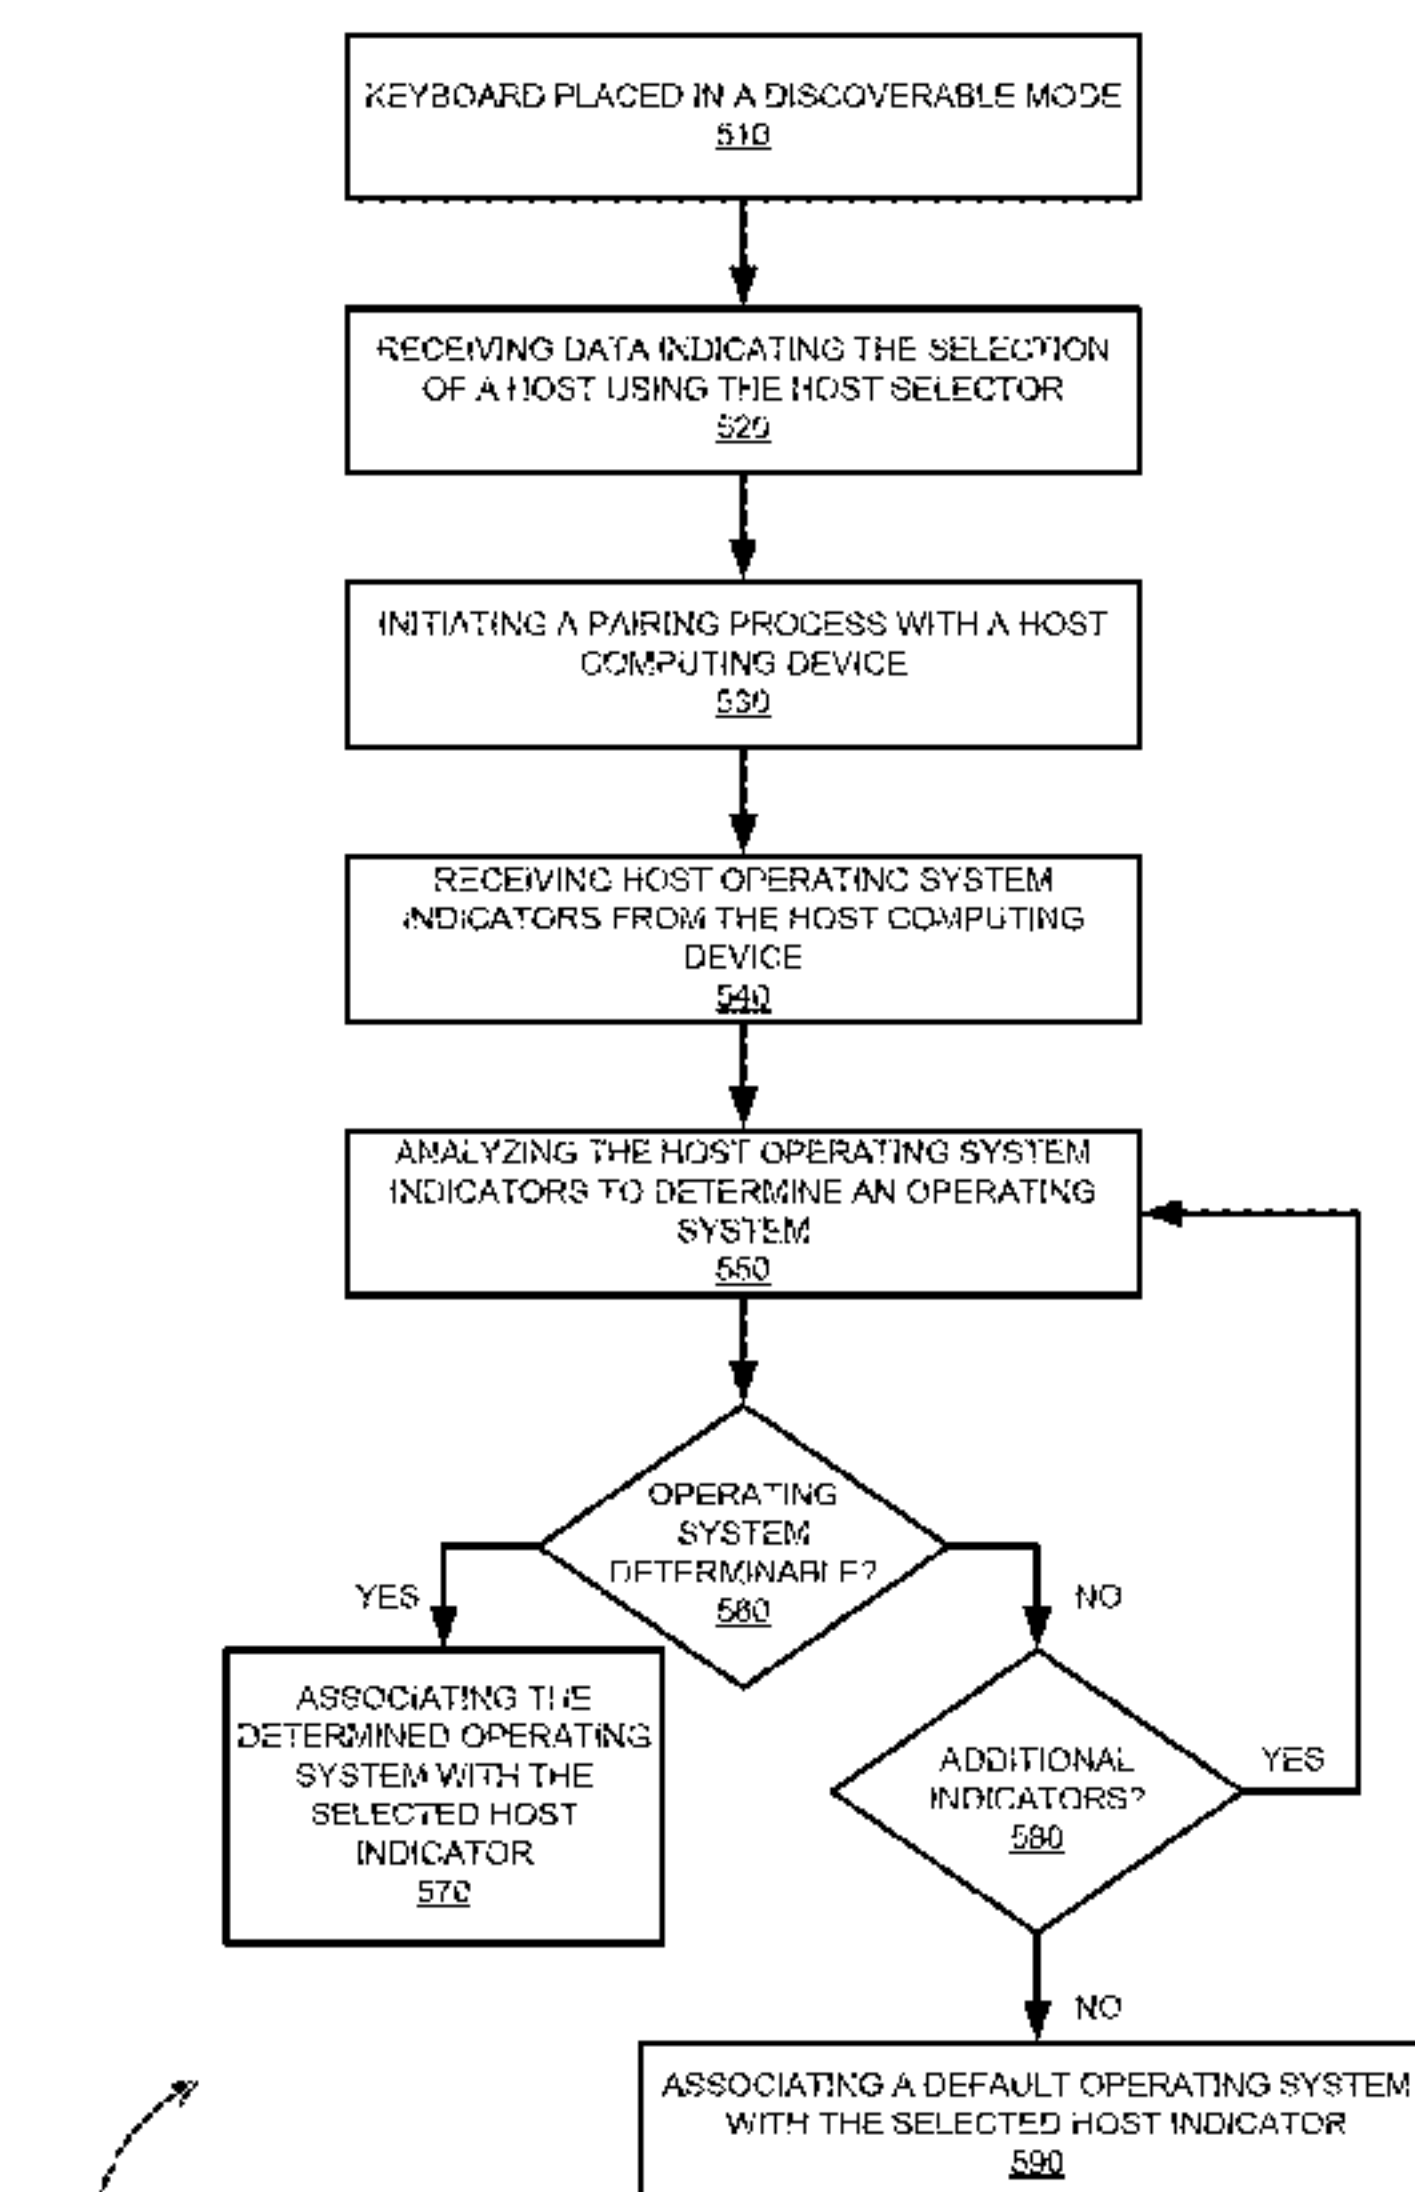 KEYBOARD PLACED IN A DISCOVERABLE MODE
510
RECEIVING DATA INDICATING THE SELECTION
OF A HOST USING THE HOST SELECTOR
520
INITIATING A PAIRING PROCESS WITH A HOST
COMPUTING DEVICE
530
RECEIVING HOST OPERATING SYSTEM
INDICATORS FROM THE HOST COMPUTING
DEVICE
540
ANALYZING THE HOST OPERATING SYSTEM
INDICATORS TO DETERMINE AN OPERATING
SYSTEM
550
OPERATING
SYSTEM
DETERMINABLE?
560
YES
NO
ASSOCIATING THE
DETERMINED OPERATING
SYSTEM WITH THE
SELECTED HOST
INDICATOR
570
ADDITIONAL
INDICATORS?
580
YES
NO
ASSOCIATING A DEFAULT OPERATING SYSTEM
WITH THE SELECTED HOST INDICATOR
590